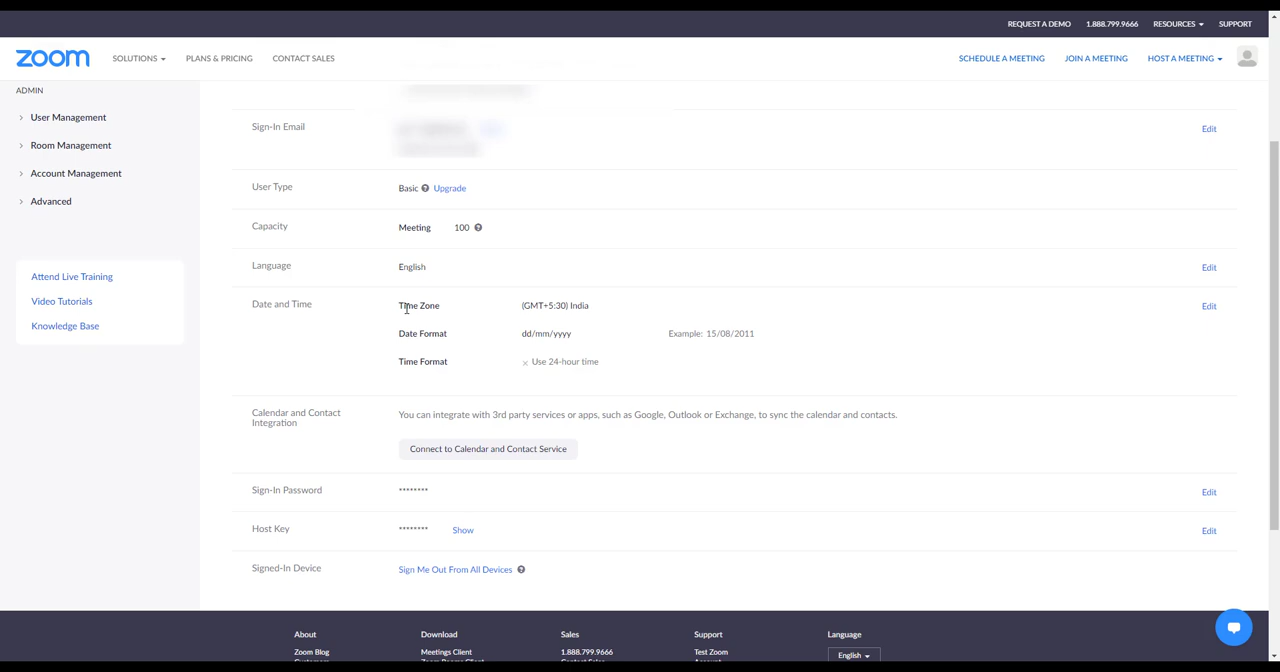 REQUEST A DEMO 1.888.799.9666 RESOURCES SUPPORT
zoom SOLUTIONS PLANS & PRICING CONTACT SALES SCHEDULE A MEETING JOIN A MEETING HOST A MEETING
ADMIN
User Management
Room Management
Account Management
Advanced
Attend Live Training
Video Tutorials
Knowledge Base
Sign-In Email Edit
User Type Basic Upgrade
Capacity Meeting 100
Language English Edit
Date and Time Time Zone (GMT+5:30) India Edit
Date Format dd/mm/yyyy Example: 15/08/2011
Time Format × Use 24-hour time
Calendar and Contact
Integration
You can integrate with 3rd party services or apps, such as Google, Outlook or Exchange, to sync the calendar and contacts.
Connect to Calendar and Contact Service
Sign-In Password ******** Edit
Host Key ******** Show Edit
Signed-In Device Sign Me Out From All Devices
About Download Sales Support Language
Zoom Blog Meetings Client 1.888.799.9666 Test Zoom English
Customers Zoom Rooms Client Contact Sales Account